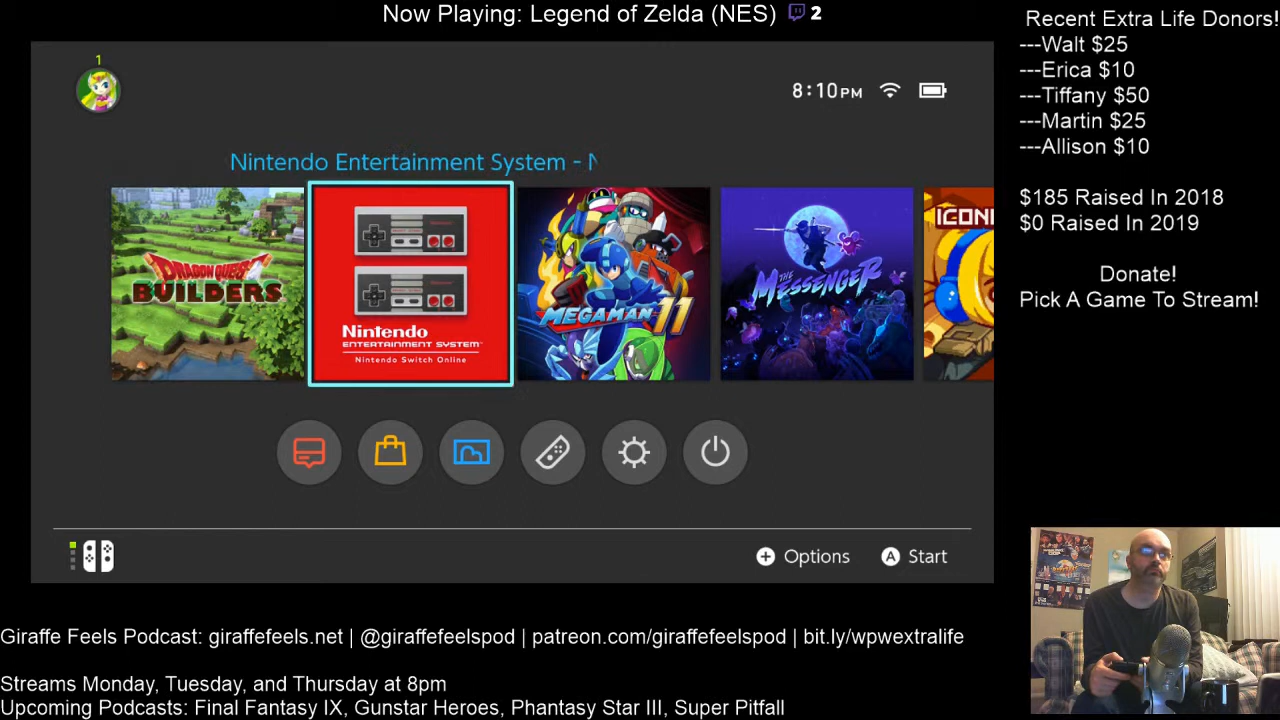 Now Playing: Legend of Zelda (NES) 2
1
8:10PM
Nintendo Entertainment System - N
DRAGON QUEST
BUILDERS
Nintendo
ENTERTAINMENT SYSTEM™
Nintendo Switch Online
MEGAMAN 11
THE
MESSENGER
ICONI
+ Options
A Start
Recent Extra Life Donors!
---Walt $25
---Erica $10
---Tiffany $50
---Martin $25
---Allison $10
$185 Raised In 2018
$0 Raised In 2019
Donate!
Pick A Game To Stream!
Giraffe Feels Podcast: giraffefeels.net | @giraffefeelspod | patreon.com/giraffefeelspod | bit.ly/wpwextralife
Streams Monday, Tuesday, and Thursday at 8pm
Upcoming Podcasts: Final Fantasy IX, Gunstar Heroes, Phantasy Star III, Super Pitfall